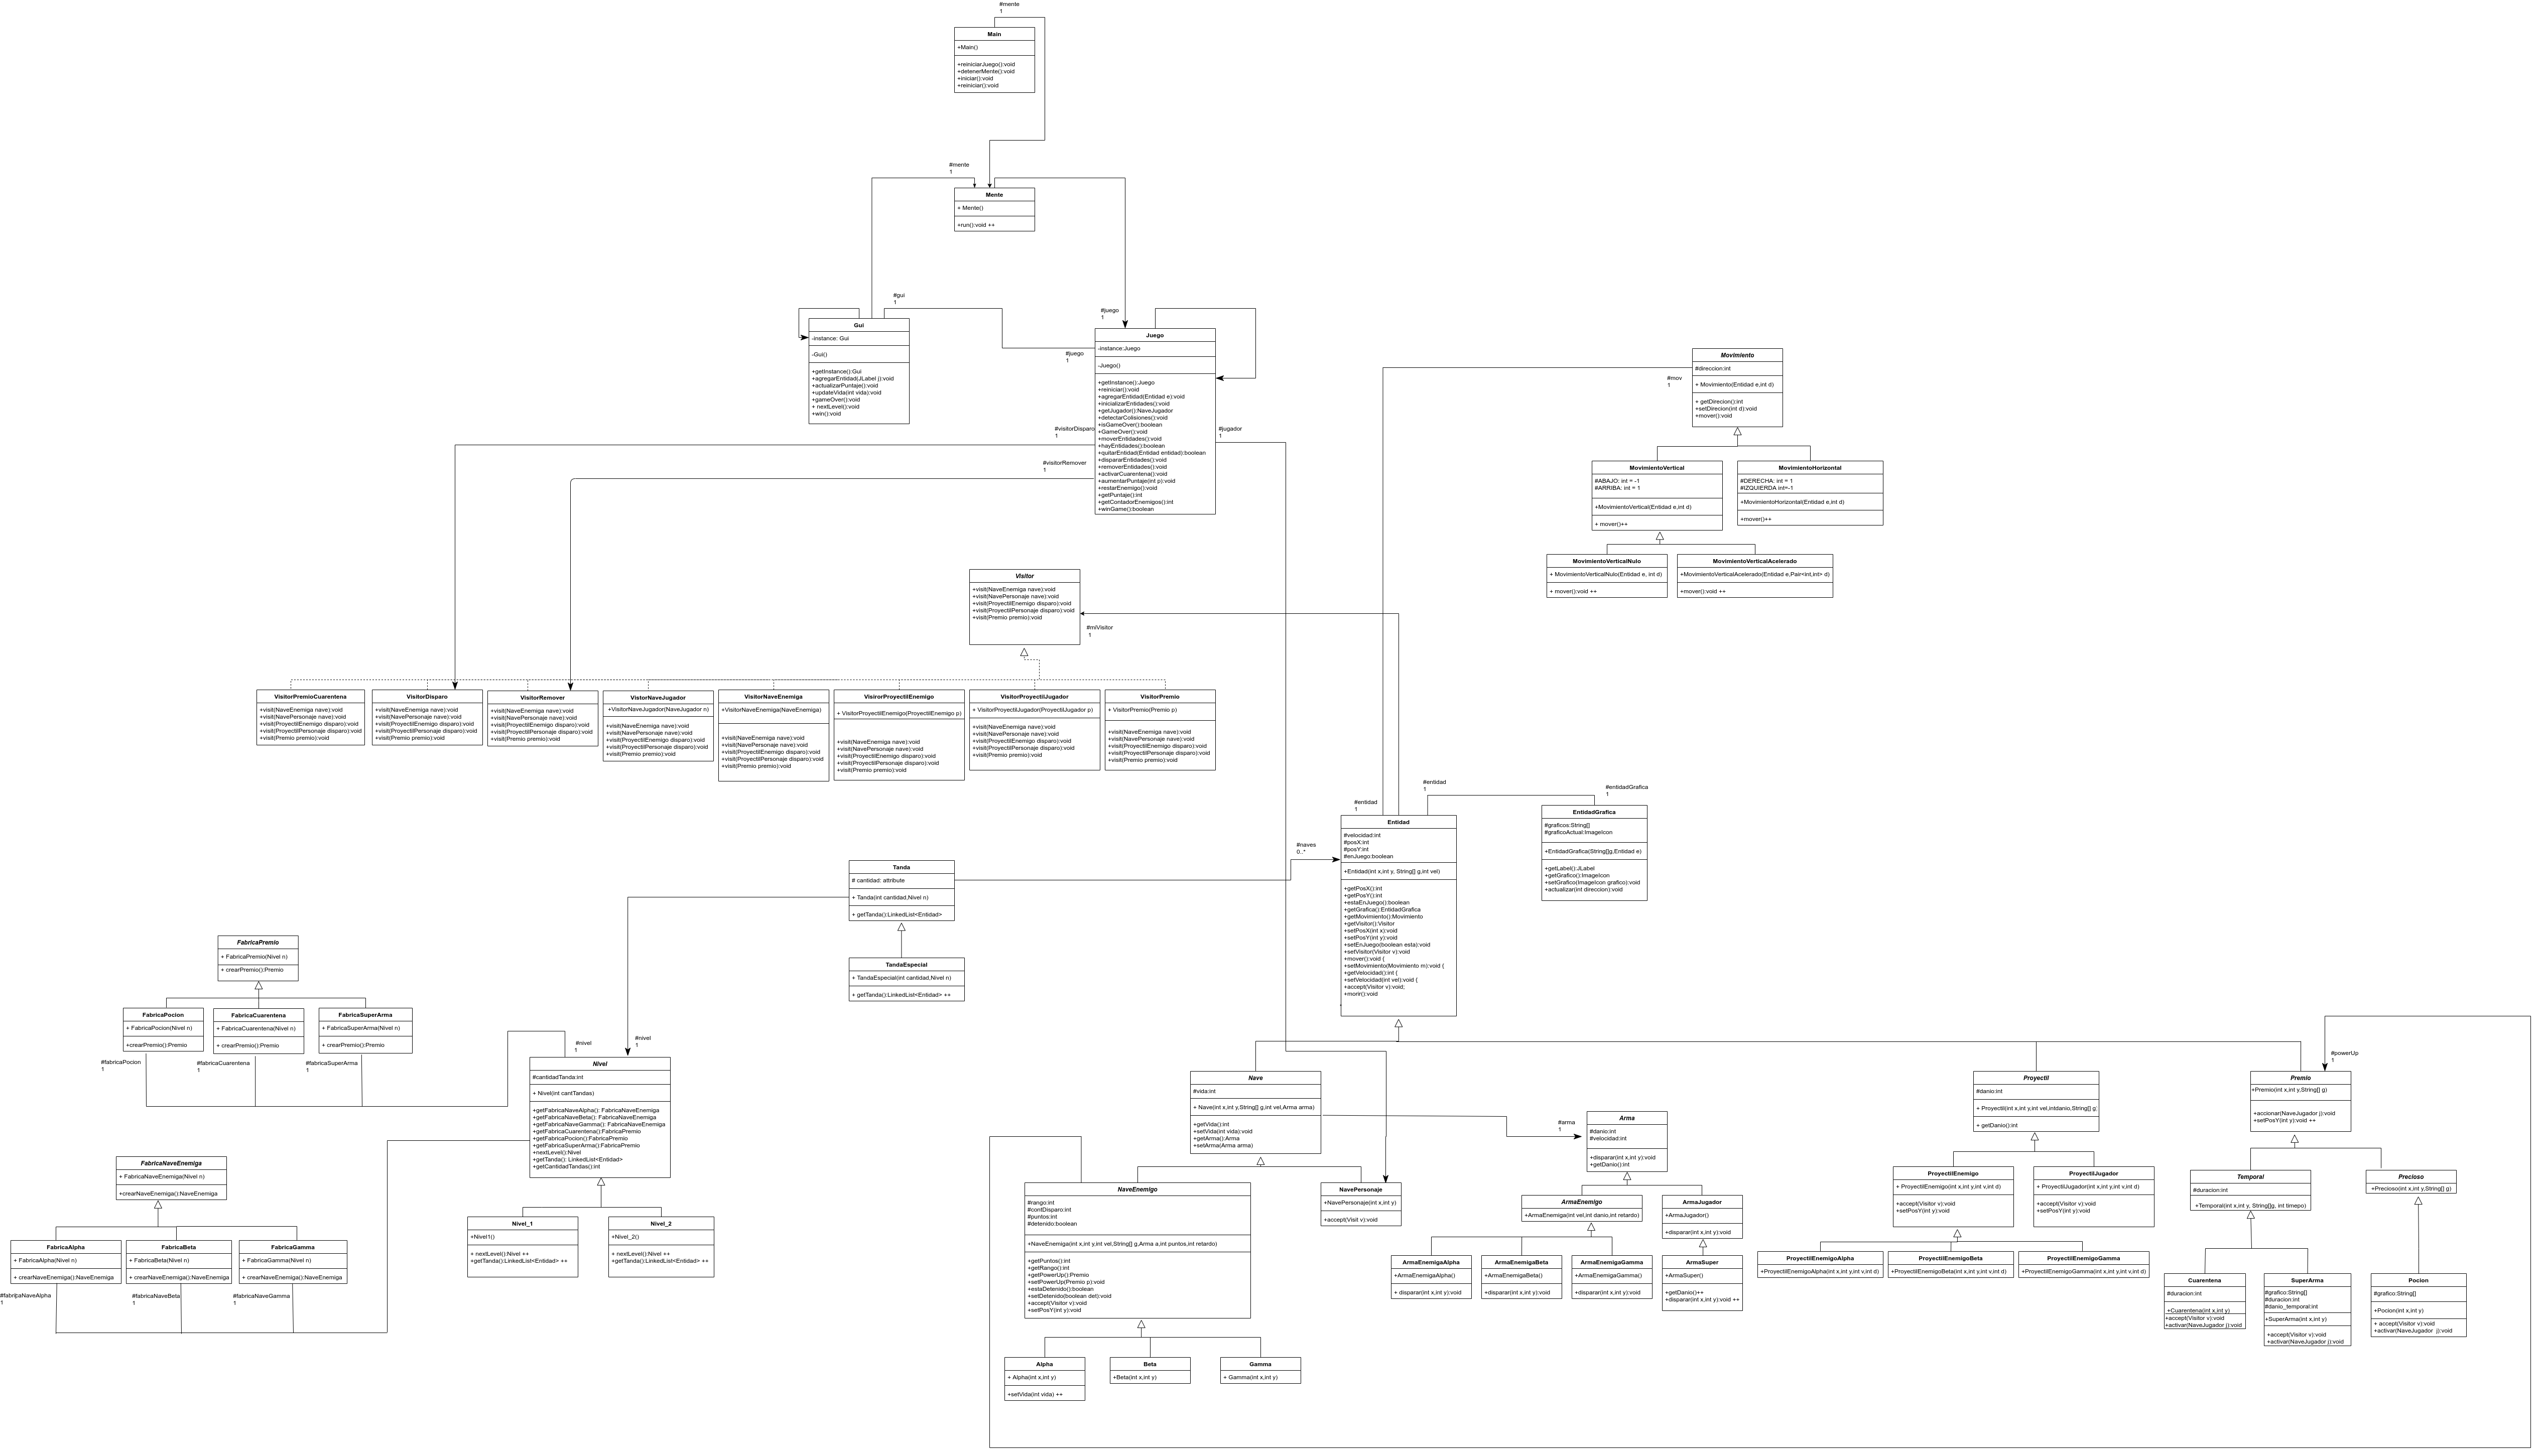 #mente
1
Main
+Main()
+reiniciarJuego():void
+detenerMente():void
+iniciar():void
+reiniciar():void
#mente
1
Mente
+ Mente()
+run():void ++
#gui
1
#juego
1
Gui
-instance: Gui
-Gui()
+getInstance():Gui
+agregarEntidad(JLabel j):void
+actualizarPuntaje():void
+updateVida(int vida):void
+gameOver():void
+ nextLevel():void
+win():void
#juego
1
Juego
-instance:Juego
-Juego()
+getInstance():Juego
+reiniciar():void
+agregarEntidad(Entidad e):void
+inicializarEntidades():void
+getJugador():NaveJugador
+detectarColisiones():void
+isGameOver():boolean
+GameOver():void
+moverEntidades():void
+hayEntidades():boolean
+quitarEntidad(Entidad entidad):boolean
+dispararEntidades():void
+removerEntidades():void
+activarCuarentena():void
+aumentarPuntaje(int p):void
+restarEnemigo():void
+getPuntaje():int
+getContadorEnemigos():int
+winGame():boolean
#visitorDisparo
1
#visitorRemover
1
#jugador
1
#mov
1
Movimiento
#direccion:int
+ Movimiento(Entidad e,int d)
+ getDirecion():int
+setDirecion(int d):void
+mover():void
MovimientoVertical
#ABAJO: int = -1
#ARRIBA: int = 1
+MovimientoVertical(Entidad e,int d)
+ mover()++
MovimientoHorizontal
#DERECHA: int = 1
#IZQUIERDA int=-1
+MovimientoHorizontal(Entidad e,int d)
+mover()++
MovimientoVerticalNulo
+ MovimientoVerticalNulo(Entidad e, int d)
+ mover():void ++
MovimientoVerticalAcelerado
+MovimientoVerticalAcelerado(Entidad e,Pair<int,int> d)
+mover():void ++
Visitor
+visit(NaveEnemiga nave):void
+visit(NavePersonaje nave):void
+visit(ProyectilEnemigo disparo):void
+visit(ProyectilPersonaje disparo):void
+visit(Premio premio):void
#miVisitor
1
VisitorPremioCuarentena
+visit(NaveEnemiga nave):void
+visit(NavePersonaje nave):void
+visit(ProyectilEnemigo disparo):void
+visit(ProyectilPersonaje disparo):void
+visit(Premio premio):void
VisitorDisparo
+visit(NaveEnemiga nave):void
+visit(NavePersonaje nave):void
+visit(ProyectilEnemigo disparo):void
+visit(ProyectilPersonaje disparo):void
+visit(Premio premio):void
VisitorRemover
+visit(NaveEnemiga nave):void
+visit(NavePersonaje nave):void
+visit(ProyectilEnemigo disparo):void
+visit(ProyectilPersonaje disparo):void
+visit(Premio premio):void
VistorNaveJugador
+VisitorNaveJugador(NaveJugador n)
+visit(NaveEnemiga nave):void
+visit(NavePersonaje nave):void
+visit(ProyectilEnemigo disparo):void
+visit(ProyectilPersonaje disparo):void
+visit(Premio premio):void
VisitorNaveEnemiga
+VisitorNaveEnemiga(NaveEnemiga)
+visit(NaveEnemiga nave):void
+visit(NavePersonaje nave):void
+visit(ProyectilEnemigo disparo):void
+visit(ProyectilPersonaje disparo):void
+visit(Premio premio):void
VisirorProyectilEnemigo
+ VisitorProyectilEnemigo(ProyectilEnemigo p)
+visit(NaveEnemiga nave):void
+visit(NavePersonaje nave):void
+visit(ProyectilEnemigo disparo):void
+visit(ProyectilPersonaje disparo):void
+visit(Premio premio):void
VisitorProyectilJugador
+ VisitorProyectilJugador(ProyectilJugador p)
+visit(NaveEnemiga nave):void
+visit(NavePersonaje nave):void
+visit(ProyectilEnemigo disparo):void
+visit(ProyectilPersonaje disparo):void
+visit(Premio premio):void
VisitorPremio
+ VisitorPremio(Premio p)
+visit(NaveEnemiga nave):void
+visit(NavePersonaje nave):void
+visit(ProyectilEnemigo disparo):void
+visit(ProyectilPersonaje disparo):void
+visit(Premio premio):void
#entidad
1
#entidad
1
#entidadGrafica
1
EntidadGrafica
#graficos:String[]
#graficoActual:ImageIcon
+EntidadGrafica(String[]g,Entidad e)
+getLabel():JLabel
+getGrafico():ImageIcon
+setGrafico(ImageIcon grafico):void
+actualizar(int direccion):void
Entidad
#velocidad:int
#posX:int
#posY:int
#enJuego:boolean
+Entidad(int x,int y, String[] g,int vel)
+getPosX():int
+getPosY():int
+estaEnJuego():boolean
+getGrafica():EntidadGrafica
+getMovimiento():Movimiento
+getVisitor():Visitor
+setPosX(int x):void
+setPosY(int y):void
+setEnJuego(boolean esta):void
+setVisitor(Visitor v):void
+mover():void {
+setMovimiento(Movimiento m):void {
+getVelocidad():int {
+setVelocidad(int vel):void {
+accept(Visitor v):void;
+morir():void
#naves
0..*
Tanda
# cantidad: attribute
+ Tanda(int cantidad,Nivel n)
+ getTanda():LinkedList<Entidad>
TandaEspecial
+ TandaEspecial(int cantidad,Nivel n)
+ getTanda():LinkedList<Entidad> ++
FabricaPremio
+ FabricaPremio(Nivel n)
+ crearPremio():Premio
FabricaPocion
+ FabricaPocion(Nivel n)
+crearPremio():Premio
FabricaCuarentena
+ FabricaCuarentena(Nivel n)
+ crearPremio():Premio
FabricaSuperArma
+ FabricaSuperArma(Nivel n)
+ crearPremio():Premio
#fabricaPocion
1
#fabricaCuarentena
1
#fabricaSuperArma
1
#nivel
1
#nivel
1
Nivel
#cantidadTanda:int
+ Nivel(int cantTandas)
+getFabricaNaveAlpha(): FabricaNaveEnemiga
+getFabricaNaveBeta(): FabricaNaveEnemiga
+getFabricaNaveGamma(): FabricaNaveEnemiga
+getFabricaCuarentena():FabricaPremio
+getFabricaPocion():FabricaPremio
+getFabricaSuperArma():FabricaPremio
+nextLevel():Nivel
+getTanda(): LinkedList<Entidad>
+getCantidadTandas():int
Nivel_1
+Nivel1()
+ nextLevel():Nivel ++
+getTanda():LinkedList<Entidad> ++
Nivel_2
+Nivel_2()
+ nextLevel():Nivel ++
+getTanda():LinkedList<Entidad> ++
FabricaNaveEnemiga
+ FabricaNaveEnemiga(Nivel n)
+crearNaveEnemiga():NaveEnemiga
FabricaAlpha
+ FabricaAlpha(Nivel n)
+ crearNaveEnemiga():NaveEnemiga
FabricaBeta
+ FabricaBeta(Nivel n)
+ crearNaveEnemiga():NaveEnemiga
FabricaGamma
+ FabricaGamma(Nivel n)
+ crearNaveEnemiga():NaveEnemiga
#fabripaNaveAlpha
1
#fabricaNaveBeta
1
#fabricaNaveGamma
1
Nave
#vida:int
+ Nave(int x,int y,String[] g,int vel,Arma arma)
+getVida():int
+setVida(int vida):void
+getArma():Arma
+setArma(Arma arma)
NaveEnemigo
#rango:int
#contDisparo:int
#puntos:int
#detenido:boolean
+NaveEnemiga(int x,int y,int vel,String[] g,Arma a,int puntos,int retardo)
+getPuntos():int
+getRango():int
+getPowerUp():Premio
+setPowerUp(Premio p):void
+estaDetenido():boolean
+setDetenido(boolean det):void
+accept(Visitor v):void
+setPosY(int y):void
NavePersonaje
+NavePersonaje(int x,int y)
+accept(Visit v):void
Alpha
+ Alpha(int x,int y)
+setVida(int vida) ++
Beta
+Beta(int x,int y)
Gamma
+ Gamma(int x,int y)
#arma
1
Arma
#danio:int
#velocidad:int
+disparar(int x,int y):void
+getDanio():int
ArmaEnemigo
+ArmaEnemiga(int vel,int danio,int retardo)
ArmaJugador
+ArmaJugador()
+disparar(int x,int y):void
ArmaEnemigaAlpha
+ArmaEnemigaAlpha()
+ disparar(int x,int y):void
ArmaEnemigaBeta
+ArmaEnemigaBeta()
+disparar(int x,int y):void
ArmaEnemigaGamma
+ArmaEnemigaGamma()
+disparar(int x,int y):void
ArmaSuper
+ArmaSuper()
+getDanio()++
+disparar(int x,int y):void ++
Proyectil
#danio:int
+ Proyectil(int x,int y,int vel,intdanio,String[] g
+ getDanio():int
ProyectilEnemigo
+ ProyectilEnemigo(int x,int y,int v,int d)
+accept(Visitor v):void
+setPosY(int y):void
ProyectilJugador
+ ProyectilJugador(int x,int y,int v,int d)
+accept(Visitor v):void
+setPosY(int y):void
ProyectilEnemigoAlpha
+ProyectilEnemigoAlpha(int x,int y,int v,int d)
ProyectilEnemigoBeta
+ProyectilEnemigoBeta(int x,int y,int v,int d)
ProyectilEnemigoGamma
+ProyectilEnemigoGamma(int x,int y,int v,int d)
#powerUp
1
Premio
+Premio(int x,int y,String[] g)
+accionar(NaveJugador j):void
+setPosY(int y):void ++
Temporal
#duracion:int
+Temporal(int x,int y, String[]g, int timepo)
Precioso
+Precioso(int x,int y,String[] g)
Cuarentena
#duracion:int
+Cuarentena(int x,int y)
+accept(Visitor v):void
+activar(NaveJugador j):void
SuperArma
#grafico:String[]
#duracion:int
#danio_temporal:int
+SuperArma(int x,int y)
+accept(Visitor v):void
+activar(NaveJugador j):void
Pocion
#grafico:String[]
+Pocion(int x,int y)
+ accept(Visitor v):void
+activar(NaveJugador  j):void